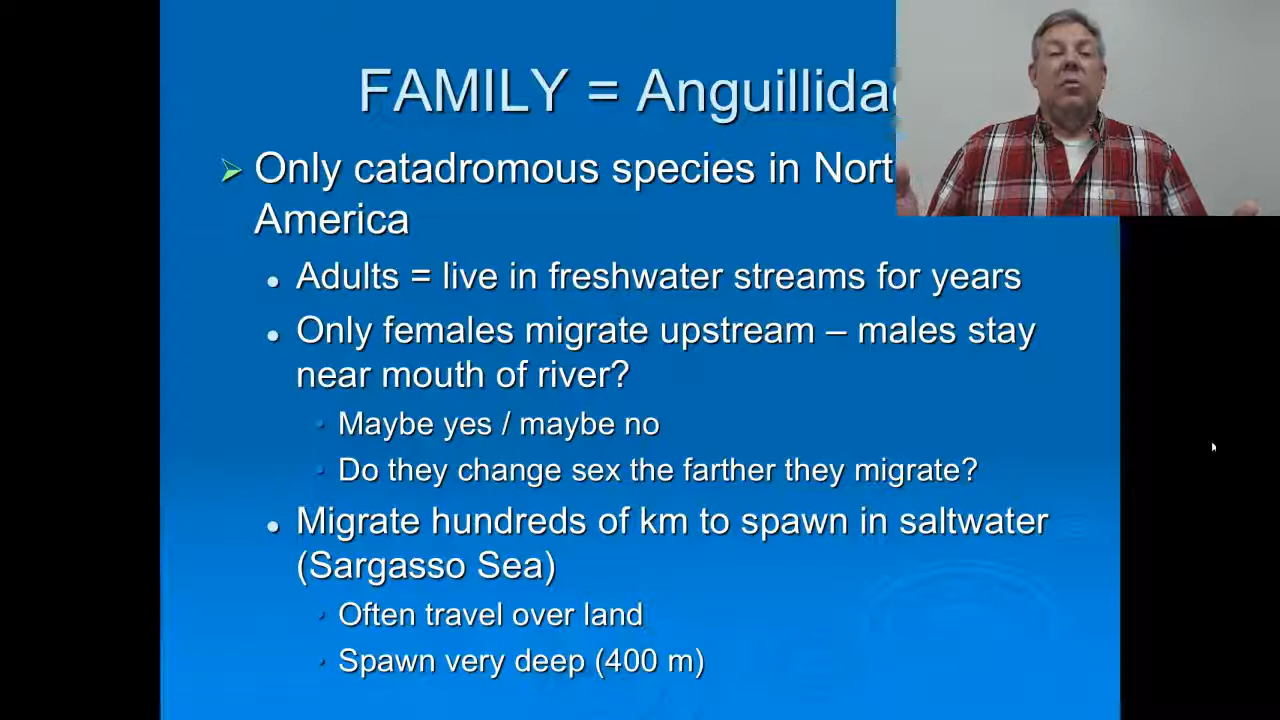 FAMILY = Anguillida
Only catadromous species in Nort
America
Adults = live in freshwater streams for years
Only females migrate upstream – males stay
near mouth of river?
Maybe yes / maybe no
Do they change sex the farther they migrate?
Migrate hundreds of km to spawn in saltwater
(Sargasso Sea)
Often travel over land
Spawn very deep (400 m)